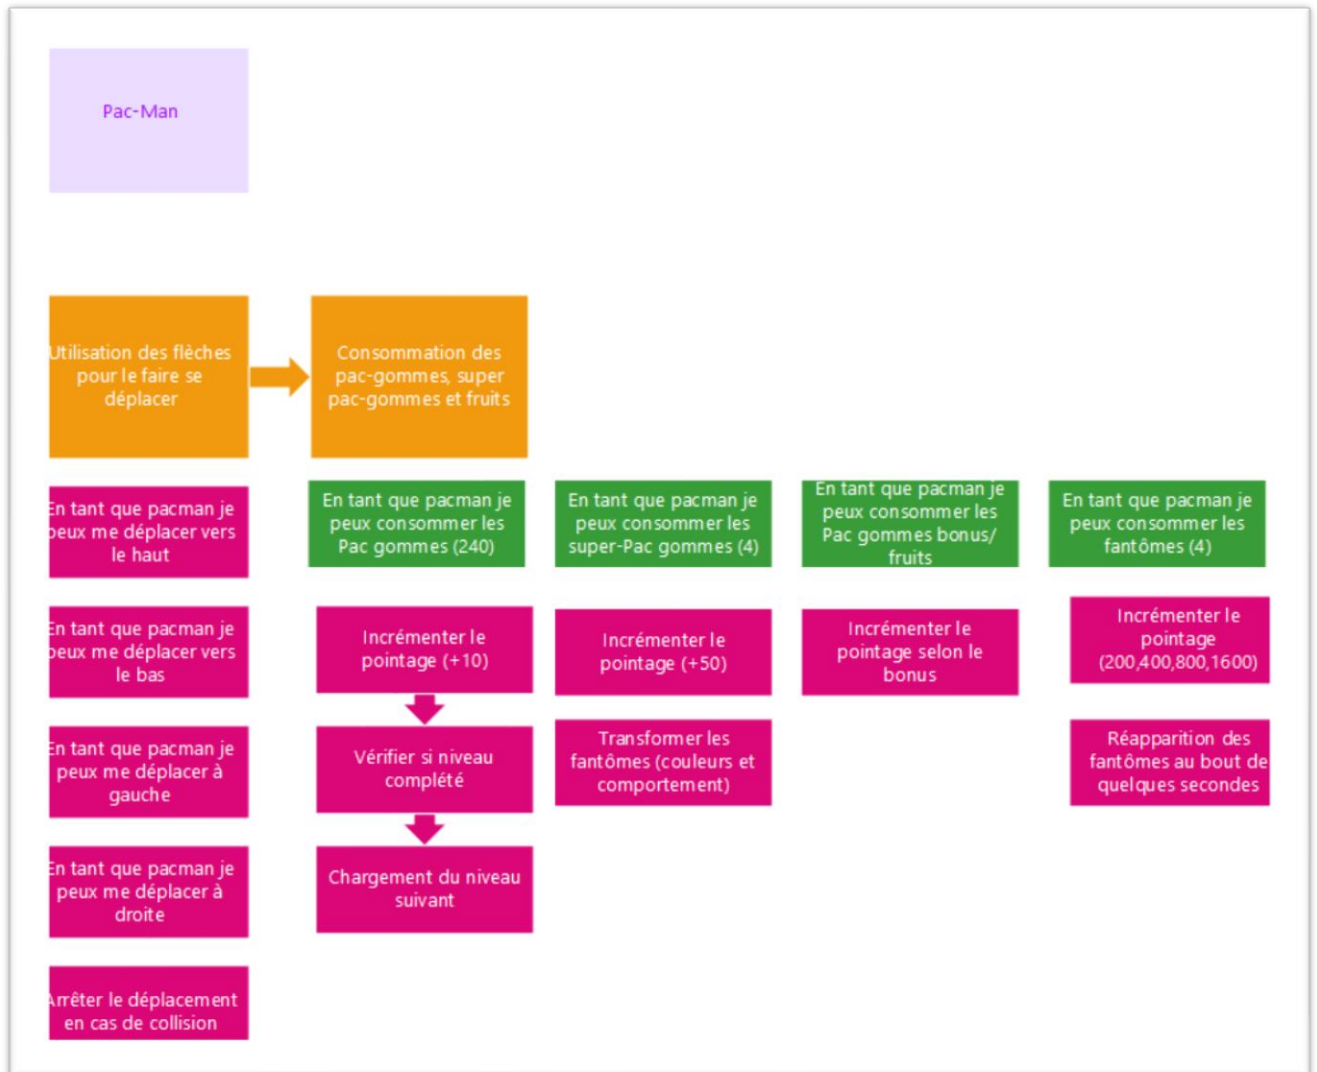 Pac-Man
Utilisation des flèches
pour le faire se
déplacer
Consommation des
pac-gommes, super
pac-gommes et fruits
En tant que pacman je
peux me déplacer vers
le haut
En tant que pacman je
peux consommer les
Pac gommes (240)
En tant que pacman je
peux consommer les
super-Pac gommes (4)
En tant que pacman je
peux consommer les
Pac gommes bonus/
fruits
En tant que pacman je
peux consommer les
fantômes (4)
En tant que pacman je
peux me déplacer vers
le bas
Incrémenter le
pointage (+10)
Incrémenter le
pointage (+50)
Incrémenter le
pointage selon le
bonus
Incrémenter le
pointage
(200,400,800,1600)
En tant que pacman je
peux me déplacer à
gauche
Vérifier si niveau
complété
Transformer les
fantômes (couleurs et
comportement)
Réapparition des
fantômes au bout de
quelques secondes
En tant que pacman je
peux me déplacer à
droite
Chargement du niveau
suivant
Arrêter le déplacement
en cas de collision